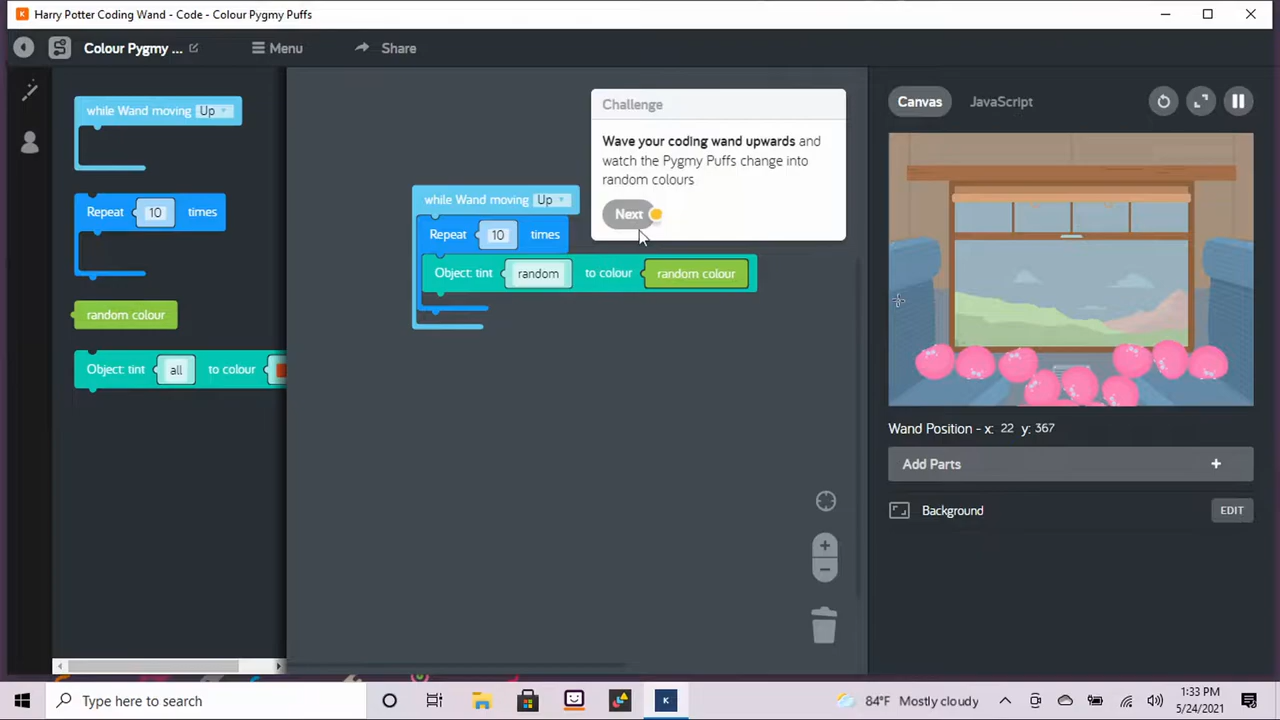 Harry Potter Coding Wand - Code - Colour Pygmy Puffs
Colour Pygmy ...
Menu
Share
while Wand moving Up
Repeat 10 times
random colour
Object: tint all to colour
while Wand moving Up
Repeat 10 times
Object: tint random to colour random colour
Challenge
Wave your coding wand upwards and
watch the Pygmy Puffs change into
random colours
Next
Canvas
JavaScript
Wand Position - x: 22 y: 367
Add Parts +
Background
EDIT
Type here to search
K
84°F Mostly cloudy
1:33 PM
5/24/2021